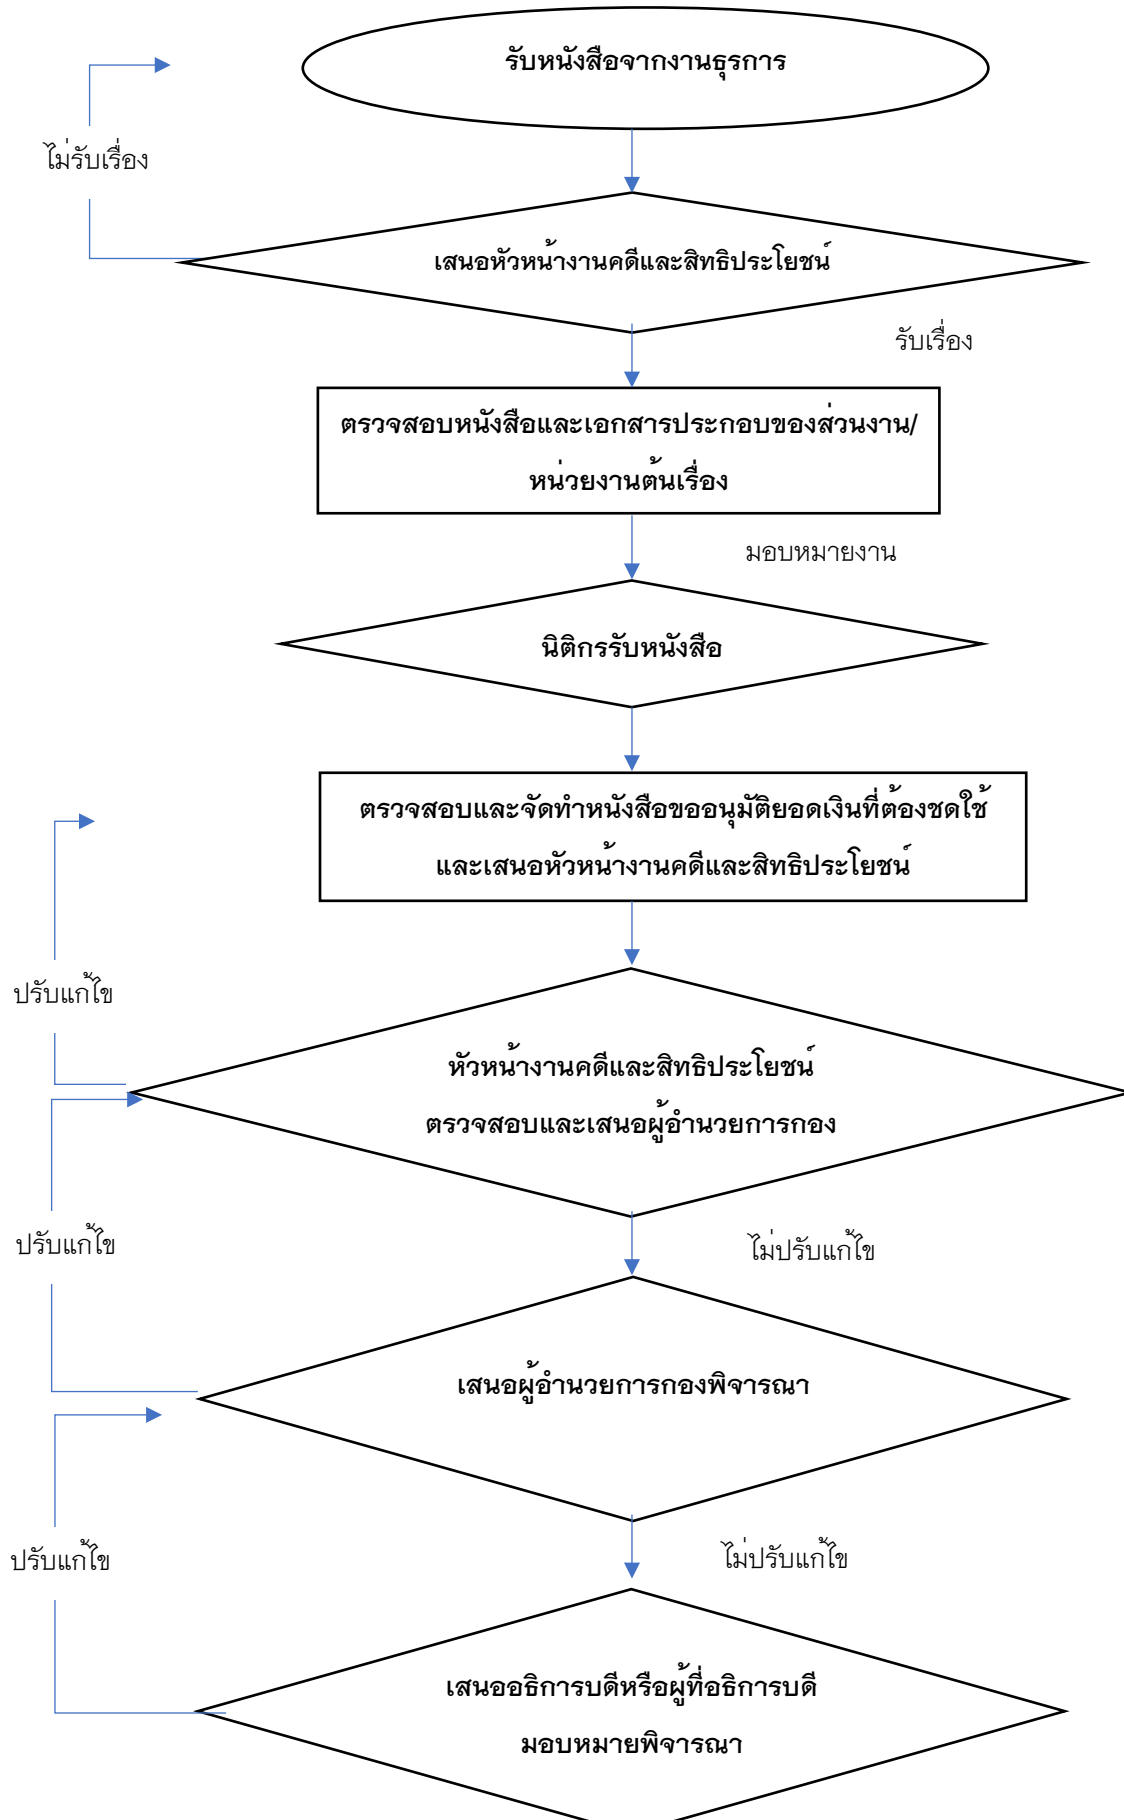 รับหนังสือจากงานธุรการ
ไม่รับเรื่อง
เสนอหัวหน้างานคดีและสิทธิประโยชน์
รับเรื่อง
ตรวจสอบหนังสือและเอกสารประกอบของส่วนงาน/
หน่วยงานต้นเรื่อง
มอบหมายงาน
นิติกรรับหนังสือ
ตรวจสอบและจัดทำหนังสือขออนุมัติยอดเงินที่ต้องชดใช้
และเสนอหัวหน้างานคดีและสิทธิประโยชน์
ปรับแก้ไข
หัวหน้างานคดีและสิทธิประโยชน์
ตรวจสอบและเสนอผู้อำนวยการกอง
ปรับแก้ไข
ไม่ปรับแก้ไข
เสนอผู้อำนวยการกองพิจารณา
ปรับแก้ไข
ไม่ปรับแก้ไข
เสนออธิการบดีหรือผู้ที่อธิการบดี
มอบหมายพิจารณา